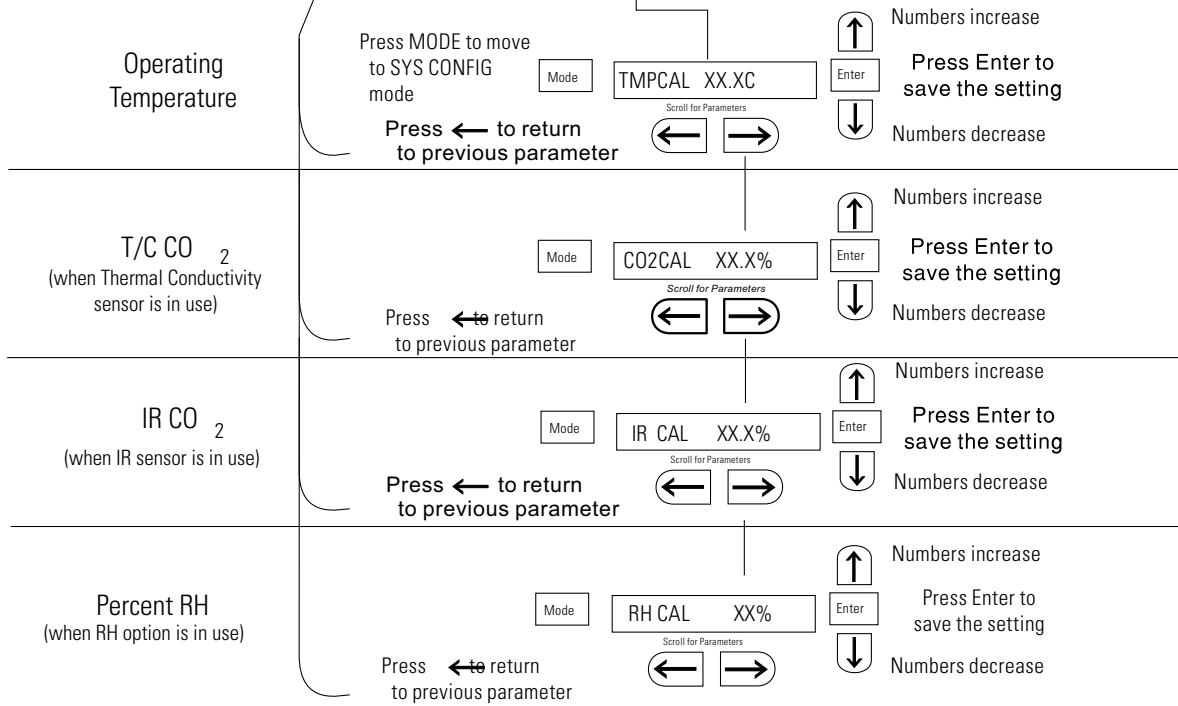 Operating
Temperature
Press MODE to move
to SYS CONFIG
mode
Press ← to return
to previous parameter
Mode
TMPCAL XX.XC
Scroll for Parameters
← →
↑
Numbers increase
Enter
Press Enter to
save the setting
↓
Numbers decrease
T/C CO 2
(when Thermal Conductivity
sensor is in use)
Press ← to return
to previous parameter
Mode
CO2CAL XX.X%
Scroll for Parameters
← →
↑
Numbers increase
Enter
Press Enter to
save the setting
↓
Numbers decrease
IR CO 2
(when IR sensor is in use)
Press ← to return
to previous parameter
Mode
IR CAL XX.X%
Scroll for Parameters
← →
↑
Numbers increase
Enter
Press Enter to
save the setting
↓
Numbers decrease
Percent RH
(when RH option is in use)
Press ← to return
to previous parameter
Mode
RH CAL XX%
Scroll for Parameters
← →
↑
Numbers increase
Enter
Press Enter to
save the setting
↓
Numbers decrease